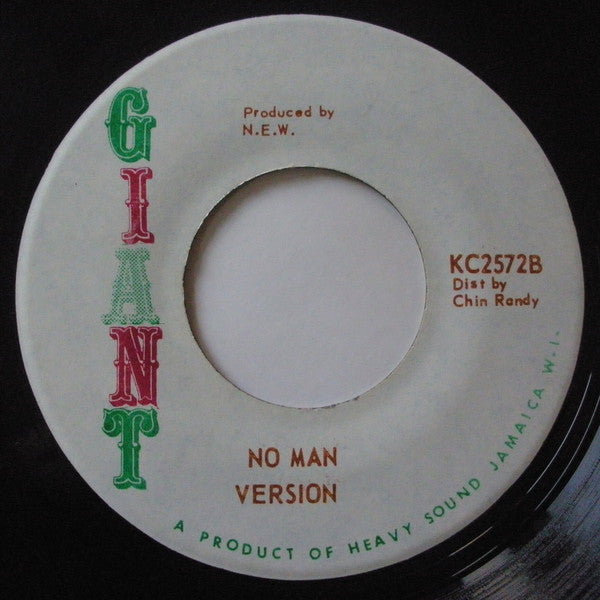 GIANT
Produced by
N.E.W.
KC2572B
Dist by
Chin Randy
NO MAN
VERSION
A PRODUCT OF HEAVY SOUND JAMAICA W.I.